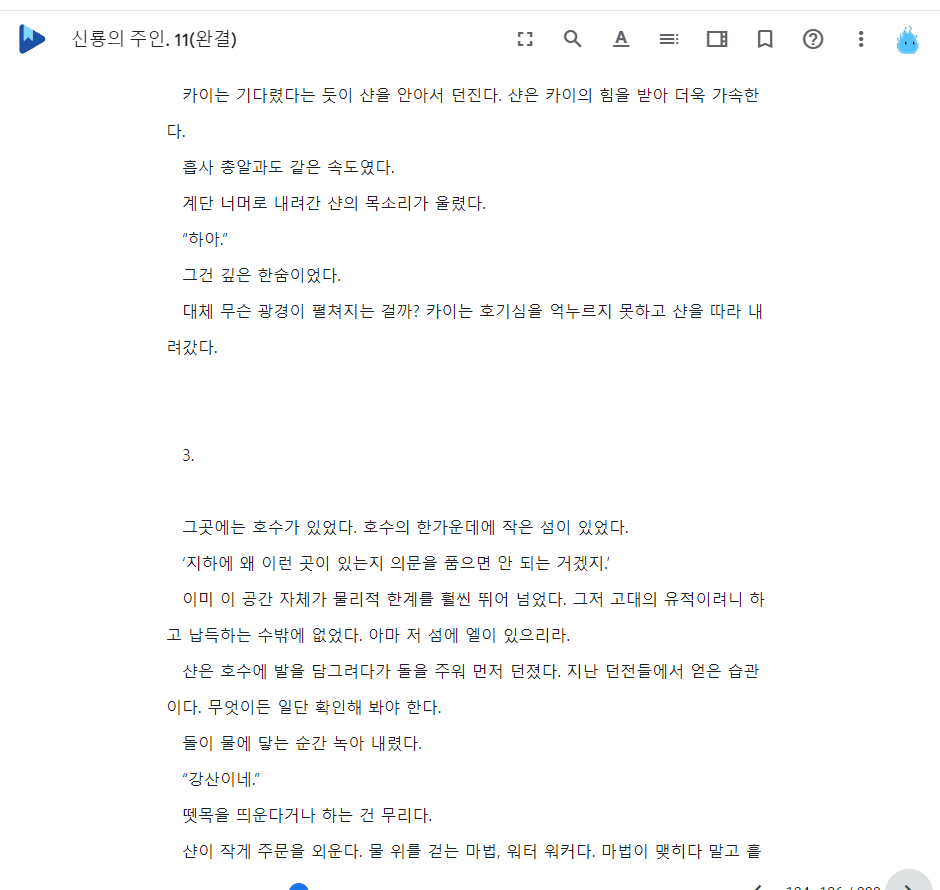 신룡의 주인. 11(완결)
카이는 기다렸다는 듯이 샨을 안아서 던진다. 샨은 카이의 힘을 받아 더욱 가속한
다.
흡사 총알과도 같은 속도였다.
계단 너머로 내려간 샨의 목소리가 울렸다.
“하아.”
그건 깊은 한숨이었다.
대체 무슨 광경이 펼쳐지는 걸까? 카이는 호기심을 억누르지 못하고 샨을 따라 내
려갔다.
3.
그곳에는 호수가 있었다. 호수의 한가운데에 작은 섬이 있었다.
‘지하에 왜 이런 곳이 있는지 의문을 품으면 안 되는 거겠지.’
이미 이 공간 자체가 물리적 한계를 훨씬 뛰어 넘었다. 그저 고대의 유적이려니 하
고 납득하는 수밖에 없었다. 아마 저 섬에 엘이 있으리라.
샨은 호수에 발을 담그려다가 돌을 주워 먼저 던졌다. 지난 던전들에서 얻은 습관
이다. 무엇이든 일단 확인해 봐야 한다.
돌이 물에 닿는 순간 녹아 내렸다.
“강산이네.”
뗏목을 띄운다거나 하는 건 무리다.
샨이 작게 주문을 외운다. 물 위를 걷는 마법, 워터 워커다. 마법이 맺히다 말고 흩